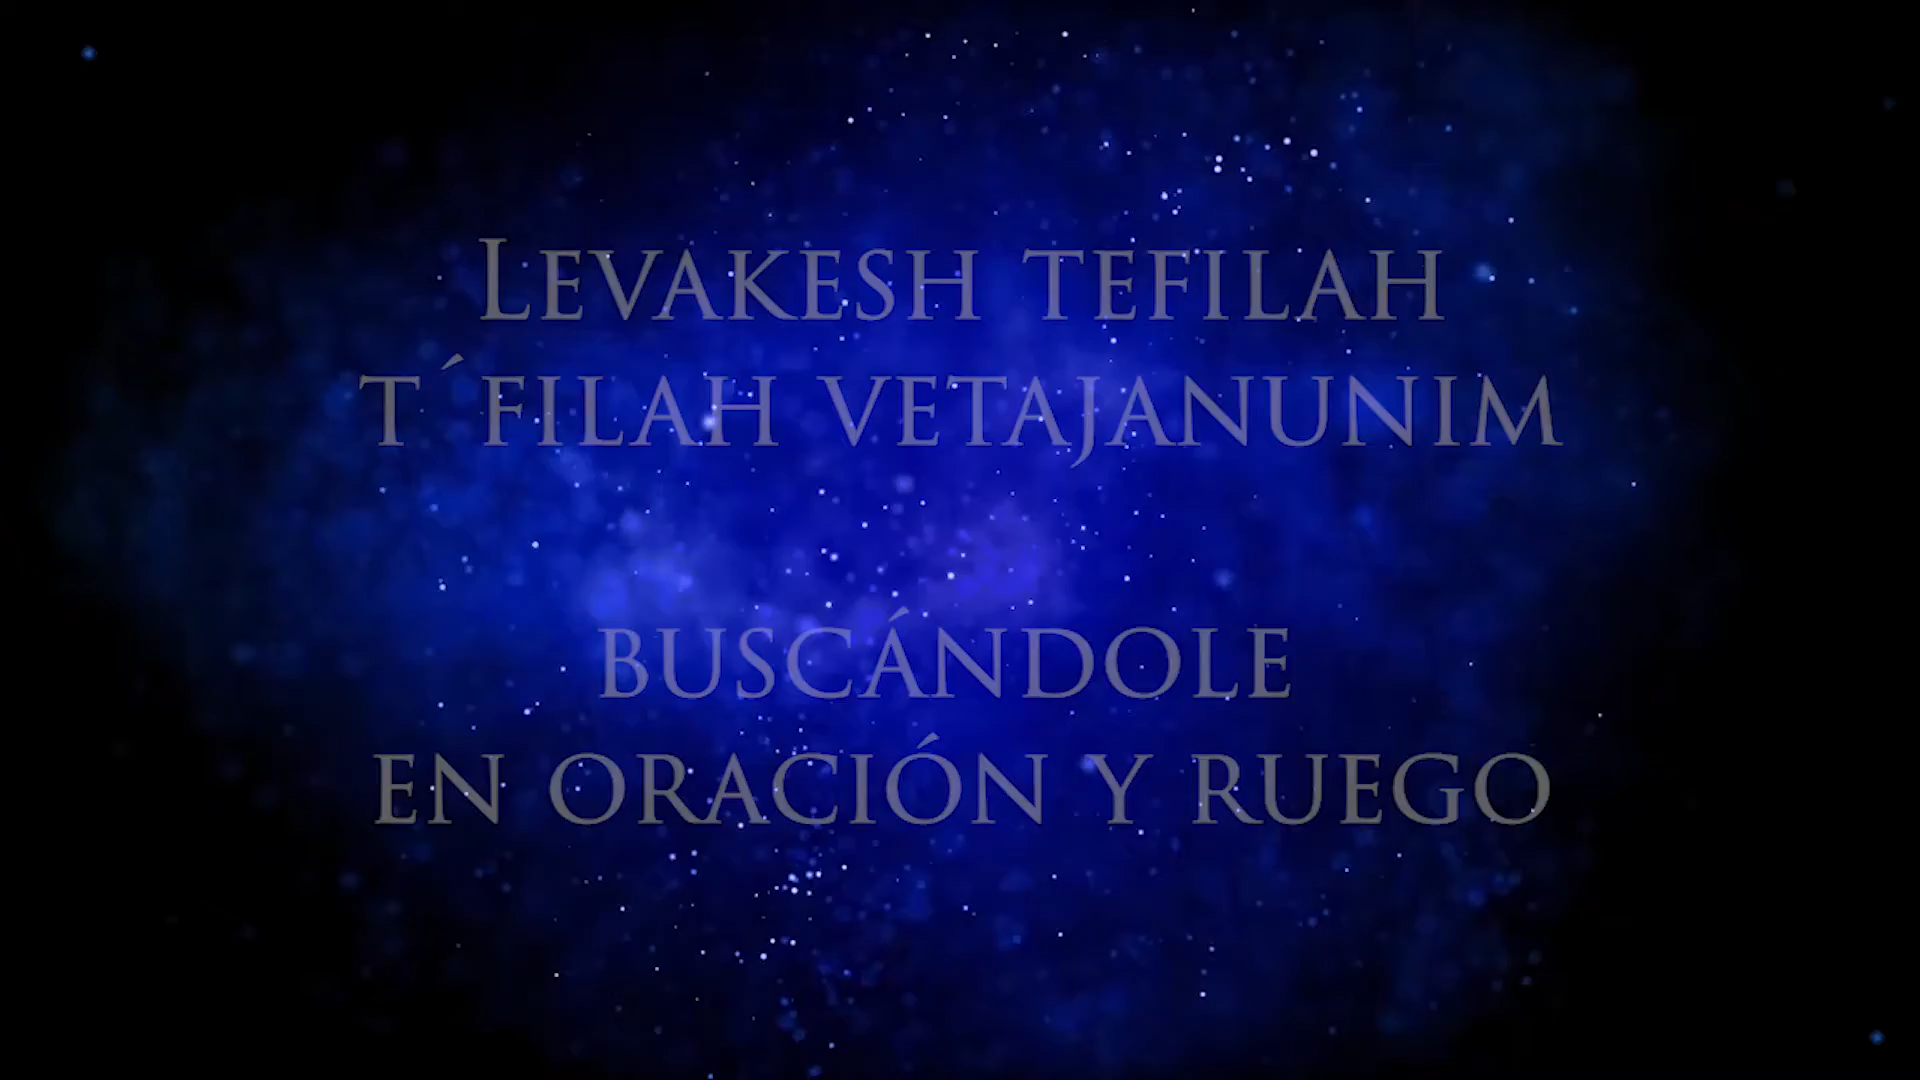 Levakesh tefilah
t´filah vetajanunim
buscándole
en oración y ruego